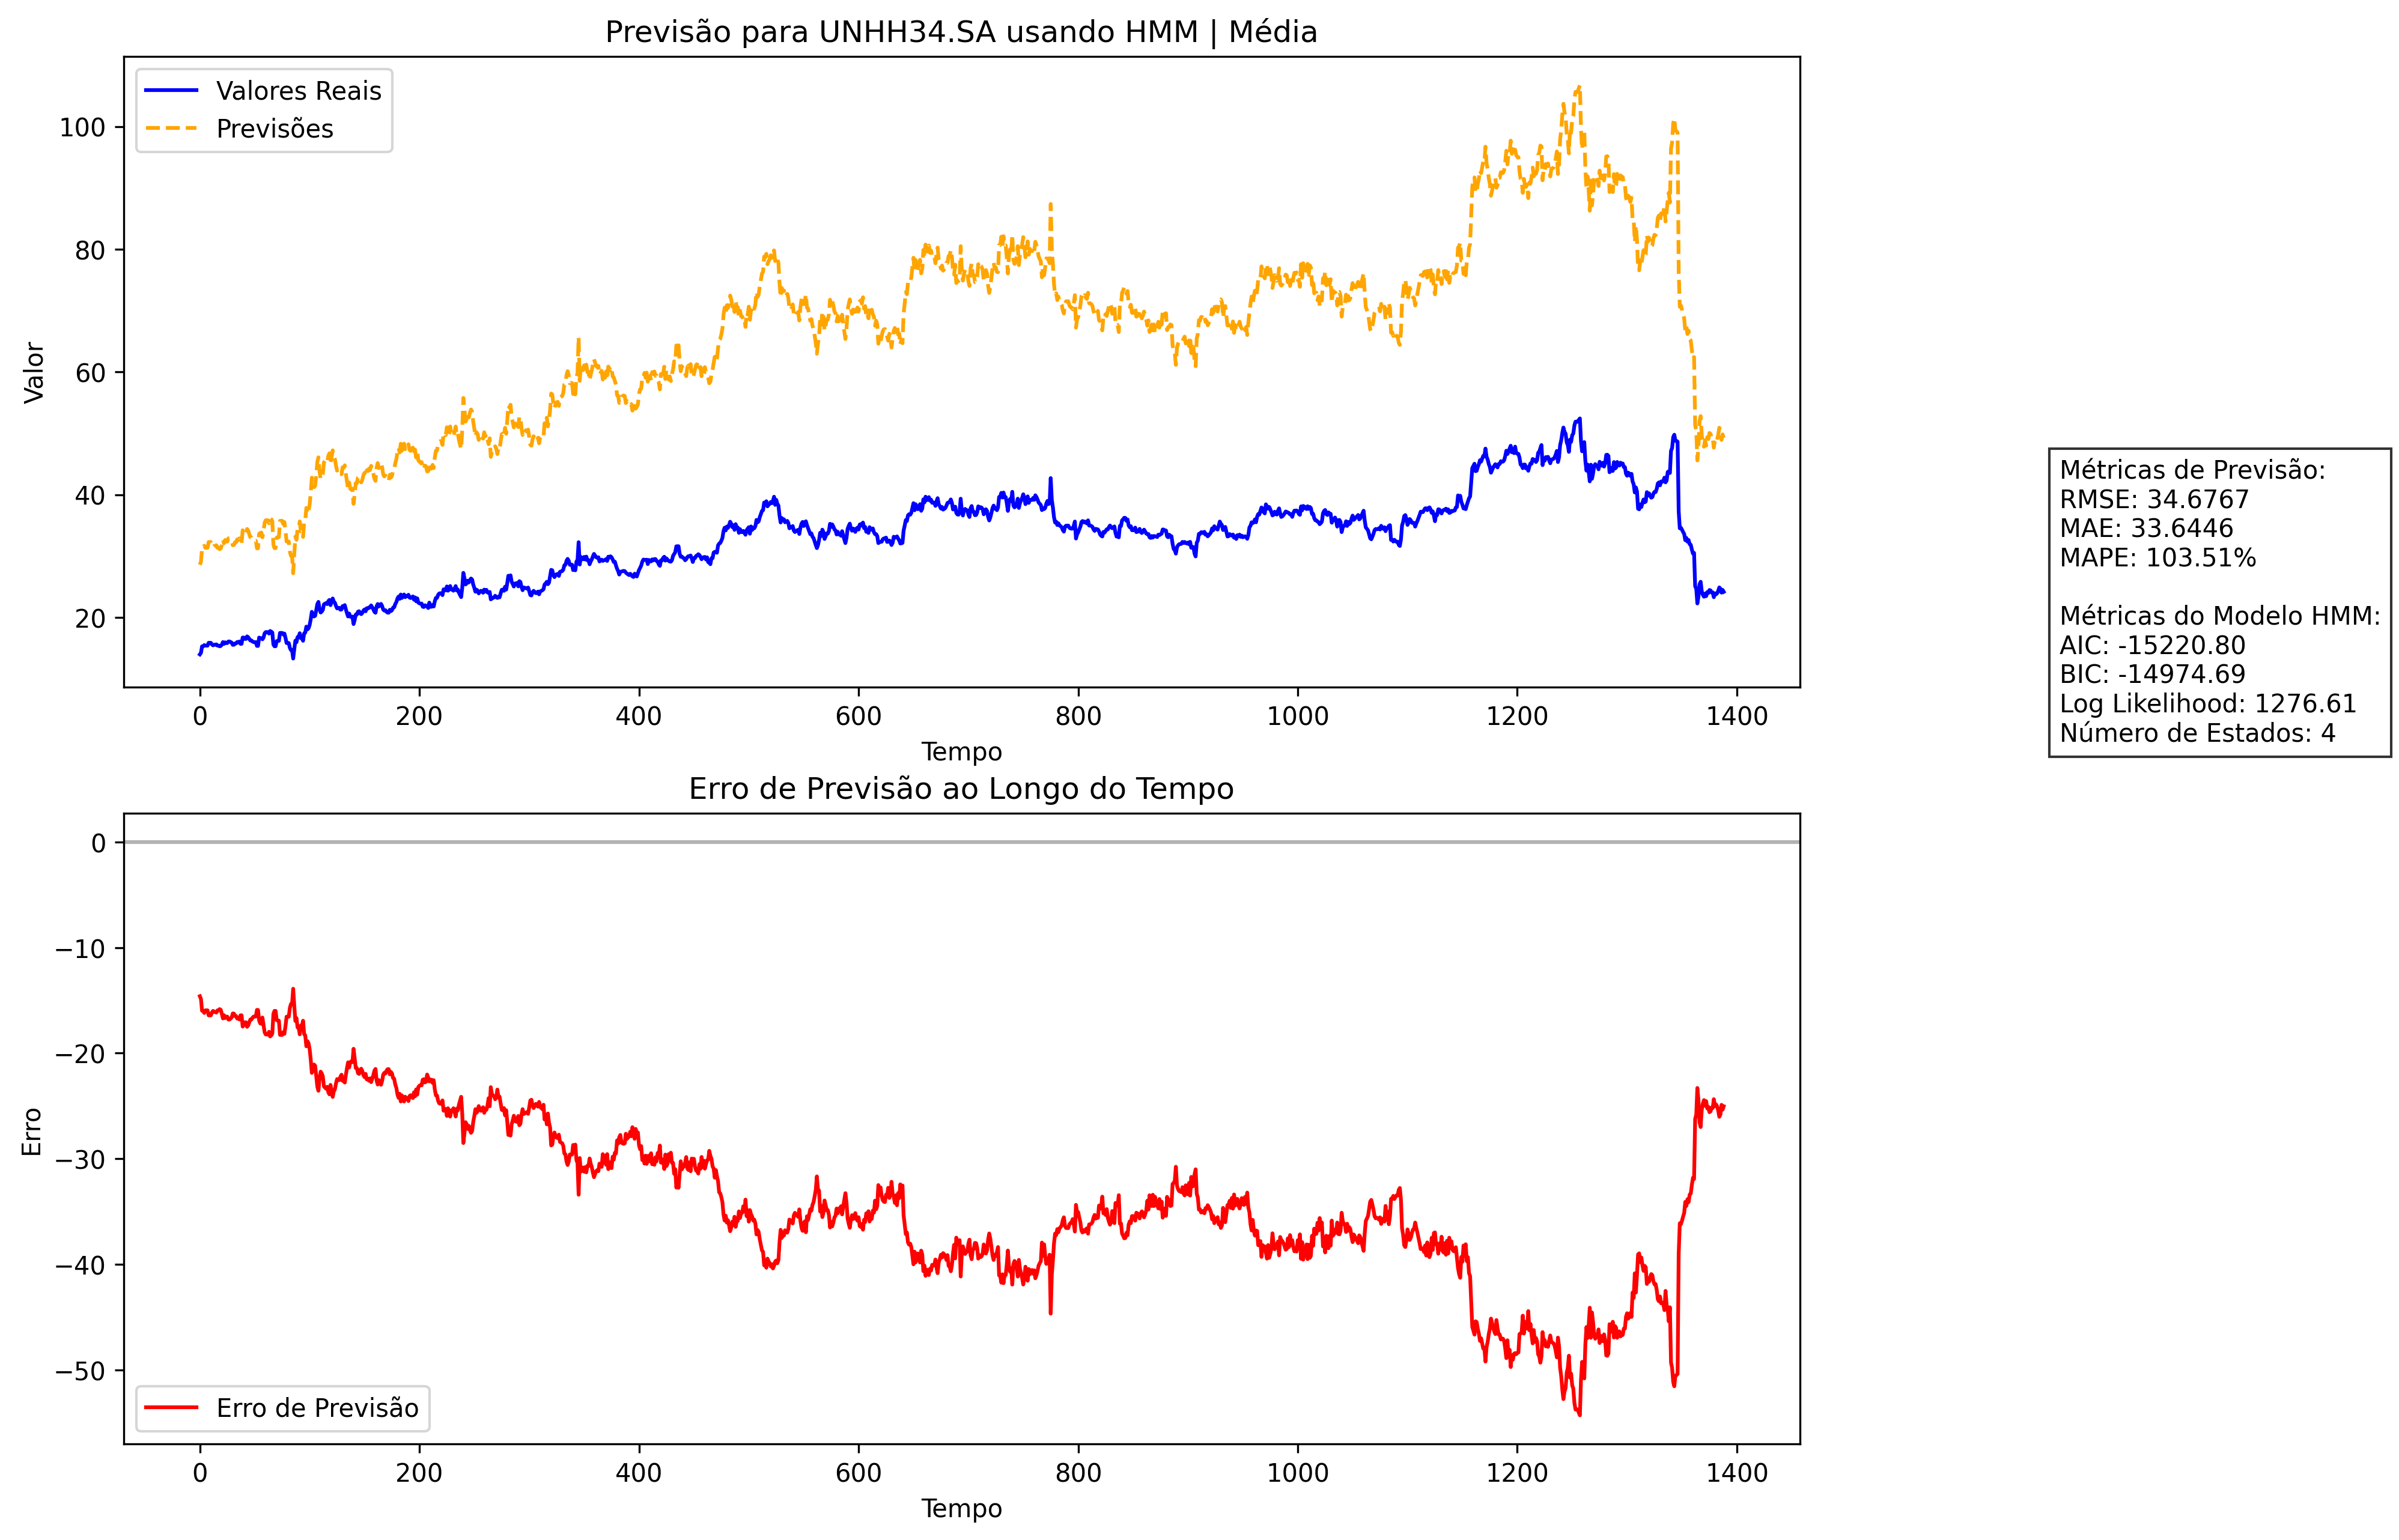 Previsão para UNHH34.SA usando HMM | Média
Valores Reais
Previsões
Valor
100
80
60
40
20
0 200 400 600 800 1000 1200 1400
Tempo
Métricas de Previsão:
RMSE: 34.6767
MAE: 33.6446
MAPE: 103.51%
Métricas do Modelo HMM:
AIC: -15220.80
BIC: -14974.69
Log Likelihood: 1276.61
Número de Estados: 4
Erro de Previsão ao Longo do Tempo
Erro
0
−10
−20
−30
−40
−50
Erro de Previsão
0 200 400 600 800 1000 1200 1400
Tempo